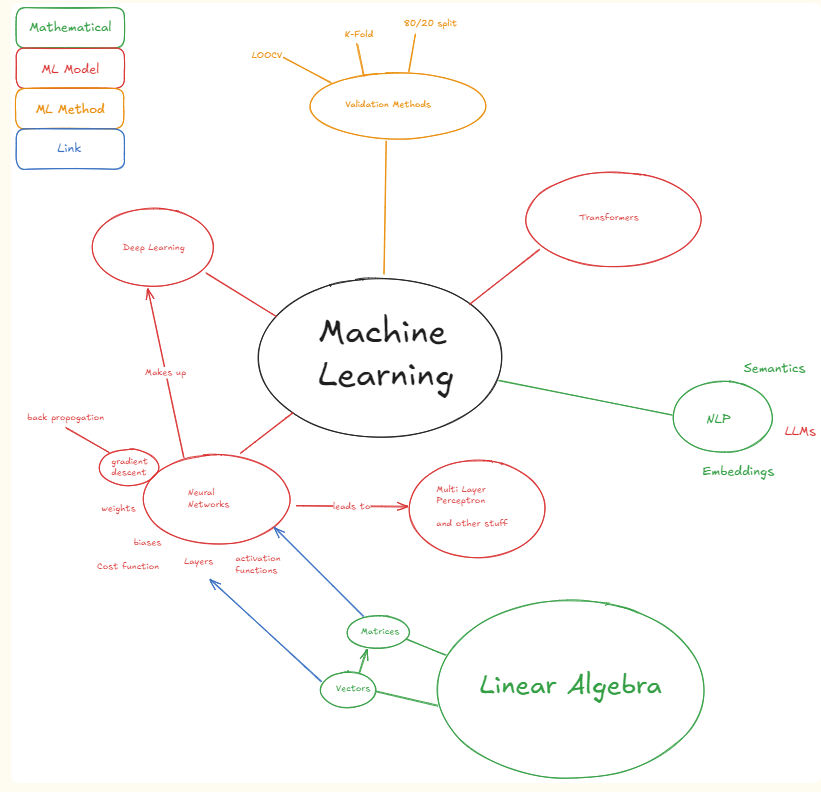 Mathematical
ML Model
ML Method
Link
80/20 split
K-Fold
LOOCV
Validation Methods
Transformers
Deep Learning
Machine
Learning
Makes up
Semantics
NLP
LLMs
Embeddings
back propogation
gradient
descent
Neural
Networks
weights
biases
Cost function
Layers
activation
functions
leads to
Multi Layer
Perceptron
and other stuff
Matrices
Vectors
Linear Algebra